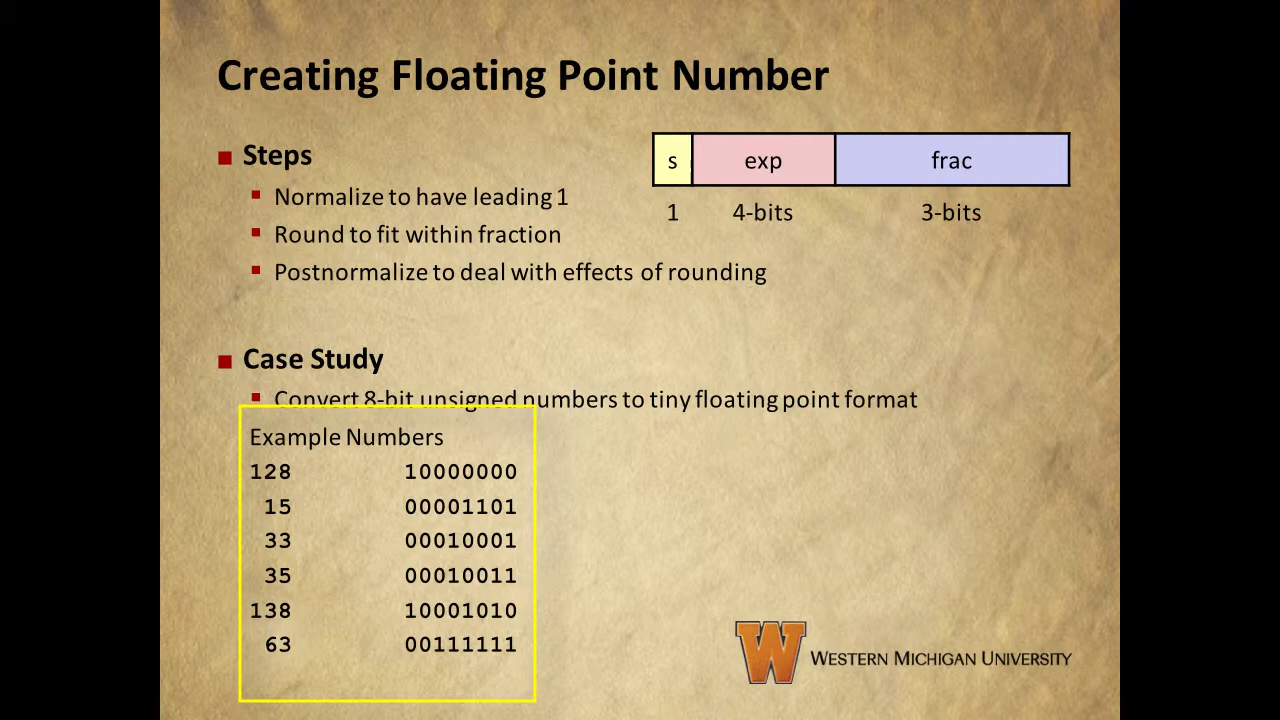 Creating Floating Point Number
Steps
Normalize to have leading 1
Round to fit within fraction
Postnormalize to deal with effects of rounding
s exp frac
1 4-bits 3-bits
Case Study
Convert 8-bit unsigned numbers to tiny floating point format
Example Numbers
128 10000000
15 00001101
33 00010001
35 00010011
138 10001010
63 00111111
W
WESTERN MICHIGAN UNIVERSITY